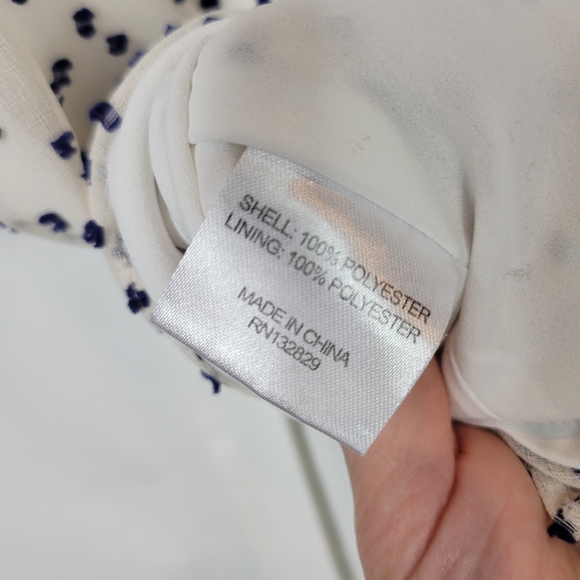 SHELL: 100% POLYESTER
LINING: 100% POLYESTER
MADE IN CHINA
RN132829